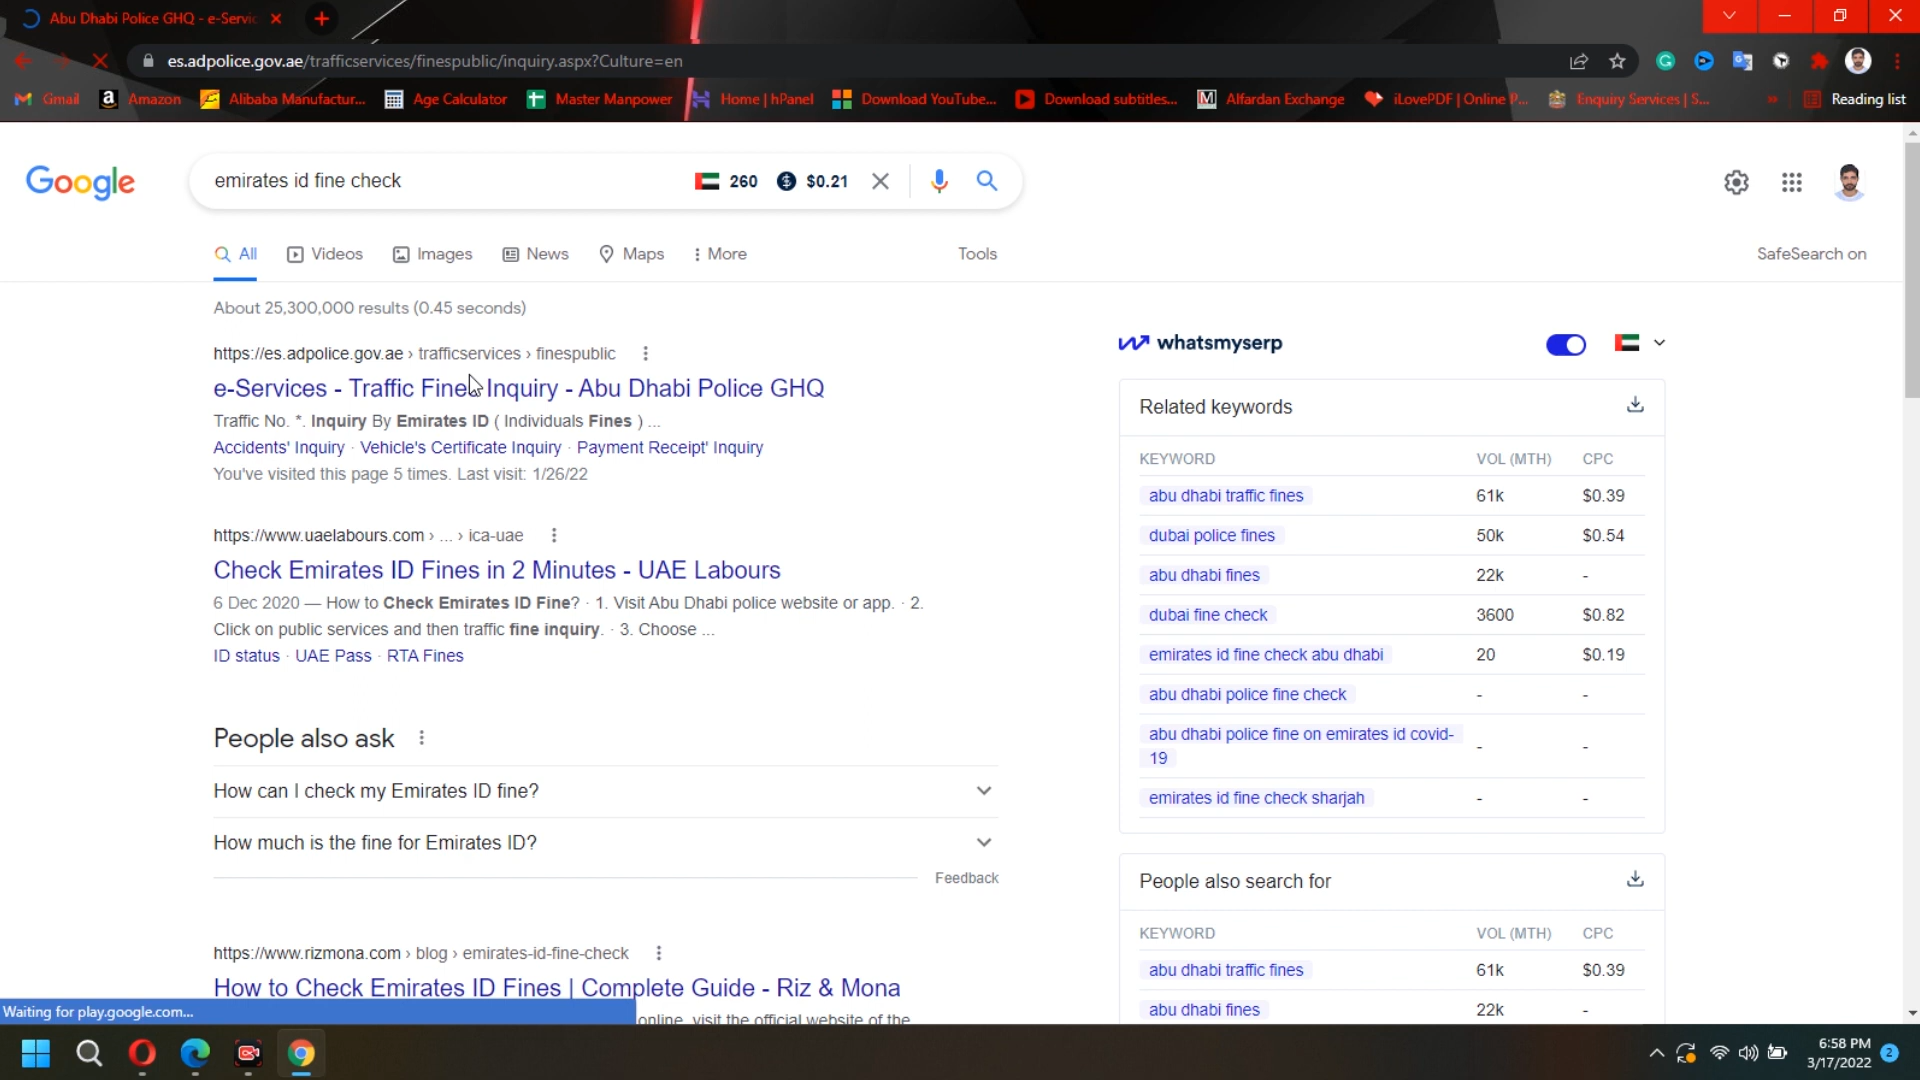 Abu Dhabi Police GHQ - e-Servic
es.adpolice.gov.ae/trafficservices/finespublic/inquiry.aspx?Culture=en
Gmail Amazon Alibaba Manufactur... Age Calculator Master Manpower Home | hPanel Download YouTube... Download subtitles... Alfardan Exchange iLovePDF | Online P... Enquiry Services | S... » Reading list
Google emirates id fine check 260 $0.21
All Videos Images News Maps More Tools SafeSearch on
About 25,300,000 results (0.45 seconds)
https://es.adpolice.gov.ae › trafficservices › finespublic
e-Services - Traffic Fines Inquiry - Abu Dhabi Police GHQ
Traffic No. *. Inquiry By Emirates ID ( Individuals Fines ) ...
Accidents' Inquiry · Vehicle's Certificate Inquiry · Payment Receipt' Inquiry
You've visited this page 5 times. Last visit: 1/26/22
https://www.uaelabours.com › ... › ica-uae
Check Emirates ID Fines in 2 Minutes - UAE Labours
6 Dec 2020 — How to Check Emirates ID Fine? · 1. Visit Abu Dhabi police website or app. · 2.
Click on public services and then traffic fine inquiry. · 3. Choose ...
ID status · UAE Pass · RTA Fines
People also ask
How can I check my Emirates ID fine?
How much is the fine for Emirates ID?
Feedback
https://www.rizmona.com › blog › emirates-id-fine-check
How to Check Emirates ID Fines | Complete Guide - Riz & Mona
online, visit the official website of the
Waiting for play.google.com...
whatsmyserp
Related keywords
KEYWORD VOL (MTH) CPC
abu dhabi traffic fines 61k $0.39
dubai police fines 50k $0.54
abu dhabi fines 22k -
dubai fine check 3600 $0.82
emirates id fine check abu dhabi 20 $0.19
abu dhabi police fine check - -
abu dhabi police fine on emirates id covid-
19 - -
emirates id fine check sharjah - -
People also search for
KEYWORD VOL (MTH) CPC
abu dhabi traffic fines 61k $0.39
abu dhabi fines 22k -
6:58 PM
3/17/2022 2